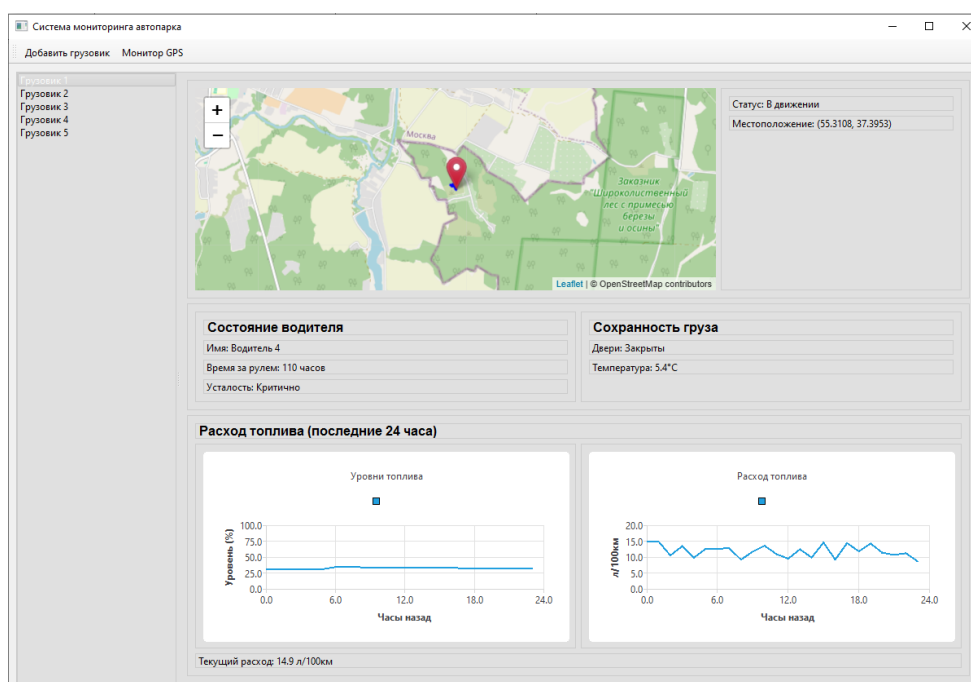 Система мониторинга автопарка
Добавить грузовик Монитор GPS
Грузовик 1
Грузовик 2
Грузовик 3
Грузовик 4
Грузовик 5
+
−
Москва
Заказник
"Широколиственный
лес с примесью
березы
и осины"
Leaflet | © OpenStreetMap contributors
Статус: В движении
Местоположение: (55.3108, 37.3953)
Состояние водителя
Имя: Водитель 4
Время за рулем: 110 часов
Усталость: Критично
Сохранность груза
Двери: Закрыты
Температура: 5.4°C
Расход топлива (последние 24 часа)
Уровни топлива
Уровень (%)
100.0
75.0
50.0
25.0
0.0
0.0 6.0 12.0 18.0 24.0
Часы назад
Расход топлива
л/100км
20.0
15.0
10.0
5.0
0.0
0.0 6.0 12.0 18.0 24.0
Часы назад
Текущий расход: 14.9 л/100км